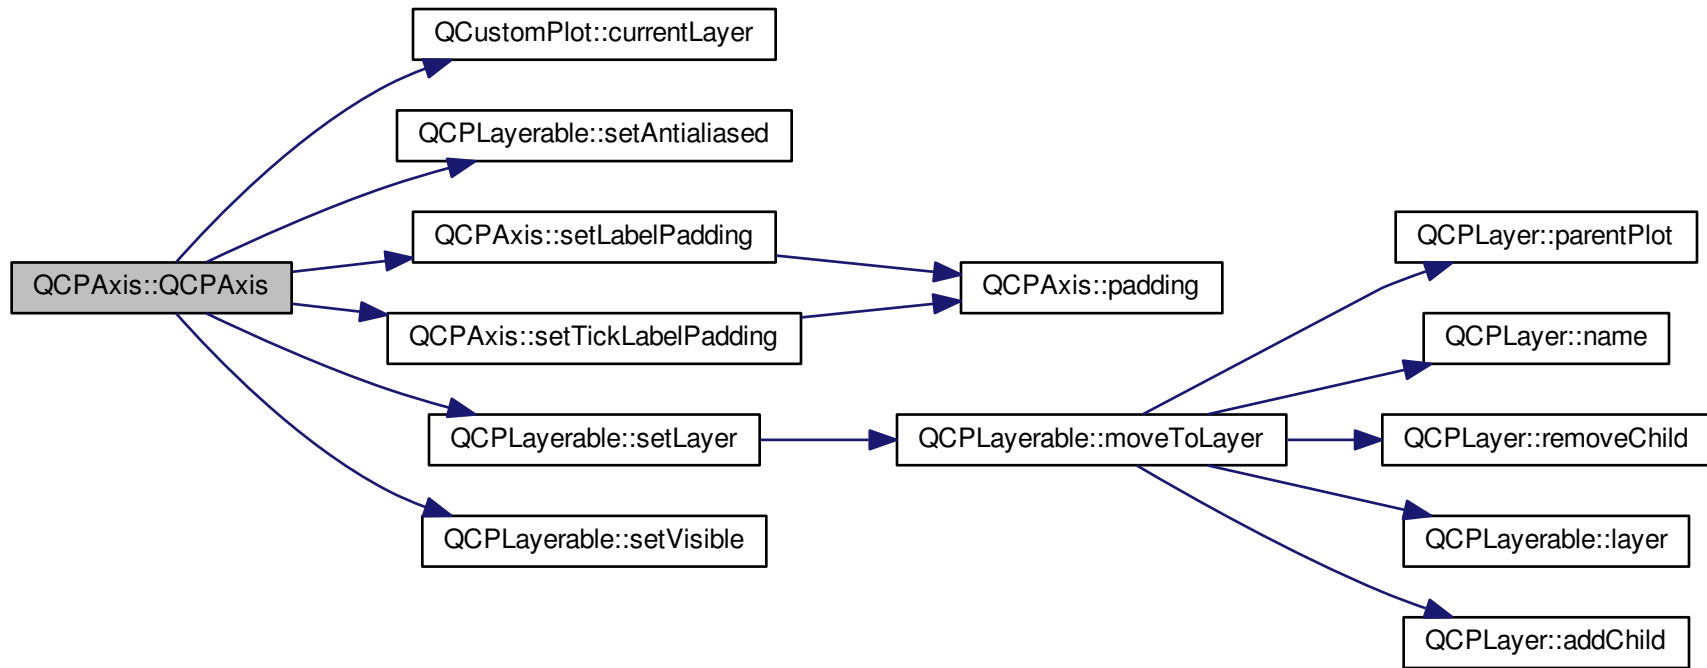 QCustomPlot::currentLayer
QCPLayerable::setAntialiased
QCPAxis::setLabelPadding
QCPLayer::parentPlot
QCPAxis::QCPAxis
QCPAxis::padding
QCPAxis::setTickLabelPadding
QCPLayer::name
QCPLayerable::setLayer
QCPLayerable::moveToLayer
QCPLayer::removeChild
QCPLayerable::setVisible
QCPLayerable::layer
QCPLayer::addChild